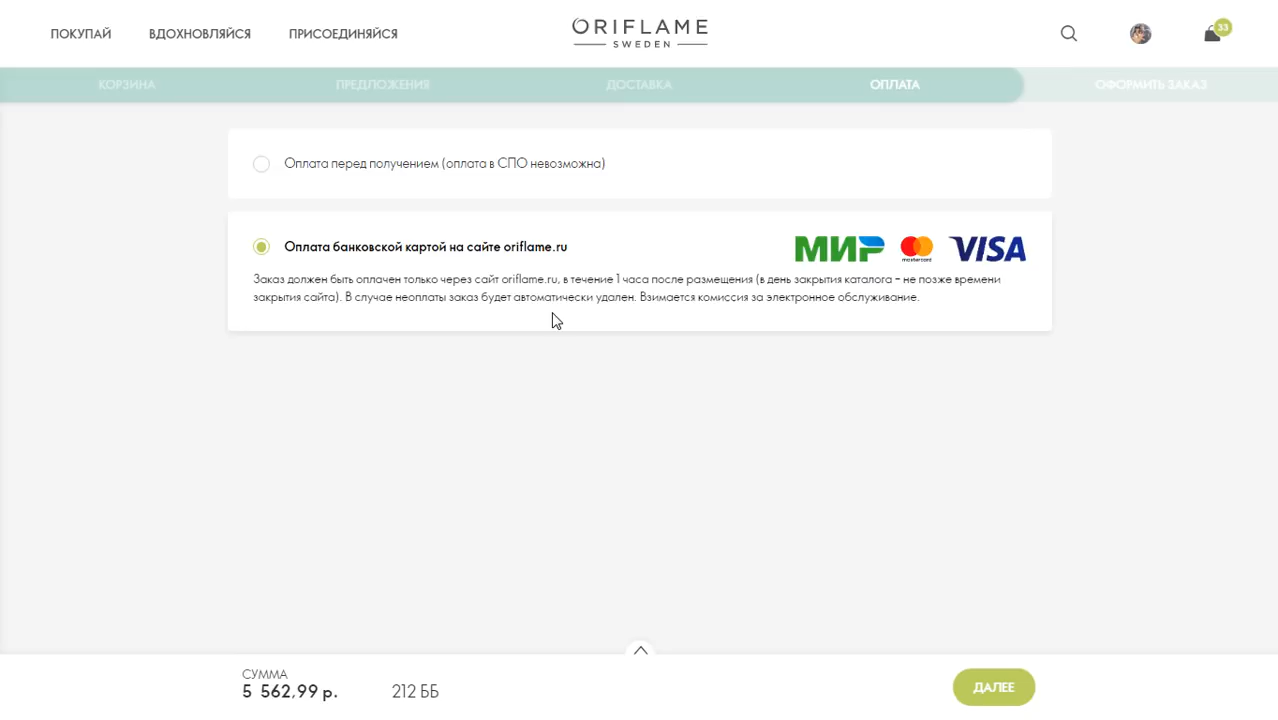 ПОКУПАЙ ВДОХНОВЛЯЙСЯ ПРИСОЕДИНЯЙСЯ
ORIFLAME
SWEDEN
33
КОРЗИНА ПРЕДЛОЖЕНИЯ ДОСТАВКА ОПЛАТА ОФОРМИТЬ ЗАКАЗ
Оплата перед получением (оплата в СПО невозможна)
Оплата банковской картой на сайте oriflame.ru
МИР mastercard VISA
Заказ должен быть оплачен только через сайт oriflame.ru, в течение 1 часа после размещения (в день закрытия каталога – не позже времени
закрытия сайта). В случае неоплаты заказ будет автоматически удален. Взимается комиссия за электронное обслуживание.
СУММА
5 562,99 р. 212 ББ
ДАЛЕЕ